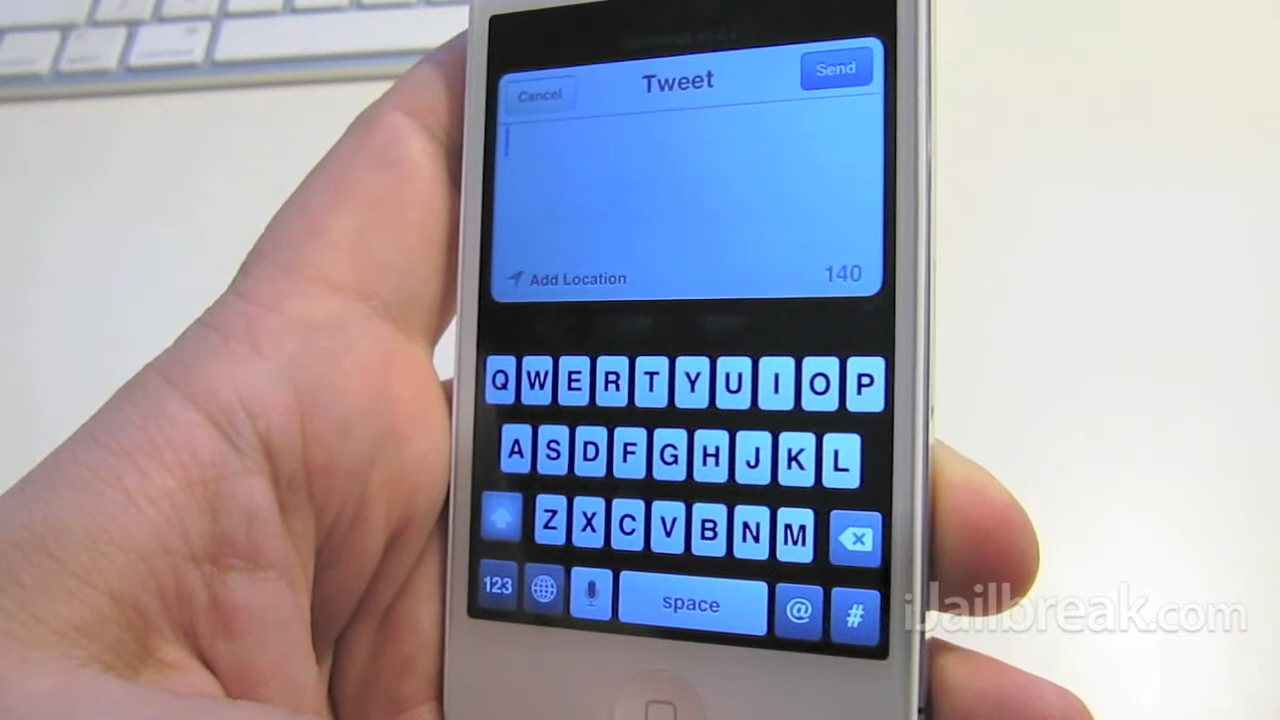 Cancel Tweet Send
Add Location 140
Q W E R T Y U I O P
A S D F G H J K L
Z X C V B N M
123 space @ #
iJailbreak.com